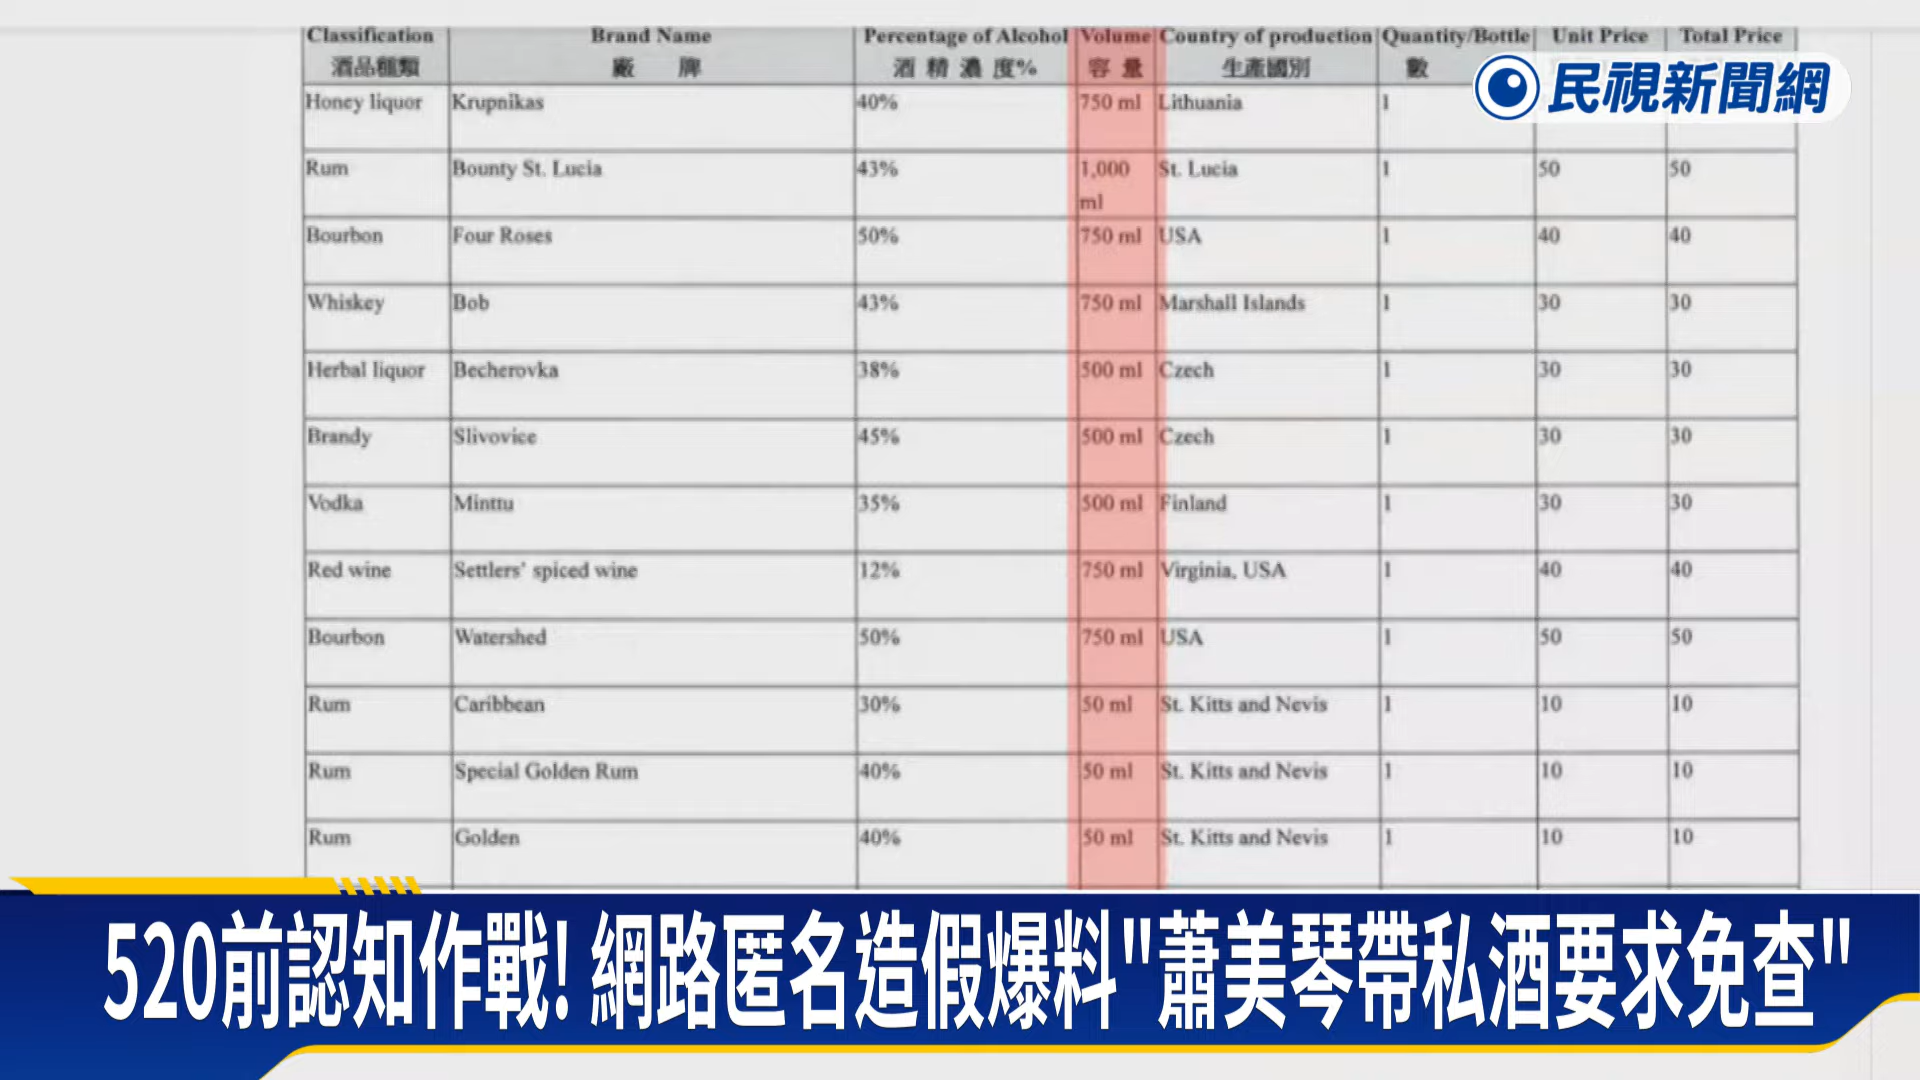 Classification Brand Name Percentage of Alcohol Volume Country of production Quantity/Bottle Unit Price Total Price
酒品種類 廠 牌 酒 精 濃 度% 容 量 生產國別 數
民視新聞網
Honey liquor Krupnikas 40% 750 ml Lithuania 1
Rum Bounty St. Lucia 43% 1,000 ml St. Lucia 1 50 50
Bourbon Four Roses 50% 750 ml USA 1 40 40
Whiskey Bob 43% 750 ml Marshall Islands 1 30 30
Herbal liquor Becherovka 38% 500 ml Czech 1 30 30
Brandy Slivovice 45% 500 ml Czech 1 30 30
Vodka Minttu 35% 500 ml Finland 1 30 30
Red wine Settlers' spiced wine 12% 750 ml Virginia, USA 1 40 40
Bourbon Watershed 50% 750 ml USA 1 50 50
Rum Caribbean 30% 50 ml St. Kitts and Nevis 1 10 10
Rum Special Golden Rum 40% 50 ml St. Kitts and Nevis 1 10 10
Rum Golden 40% 50 ml St. Kitts and Nevis 1 10 10
520前認知作戰! 網路匿名造假爆料"蕭美琴帶私酒要求免查"